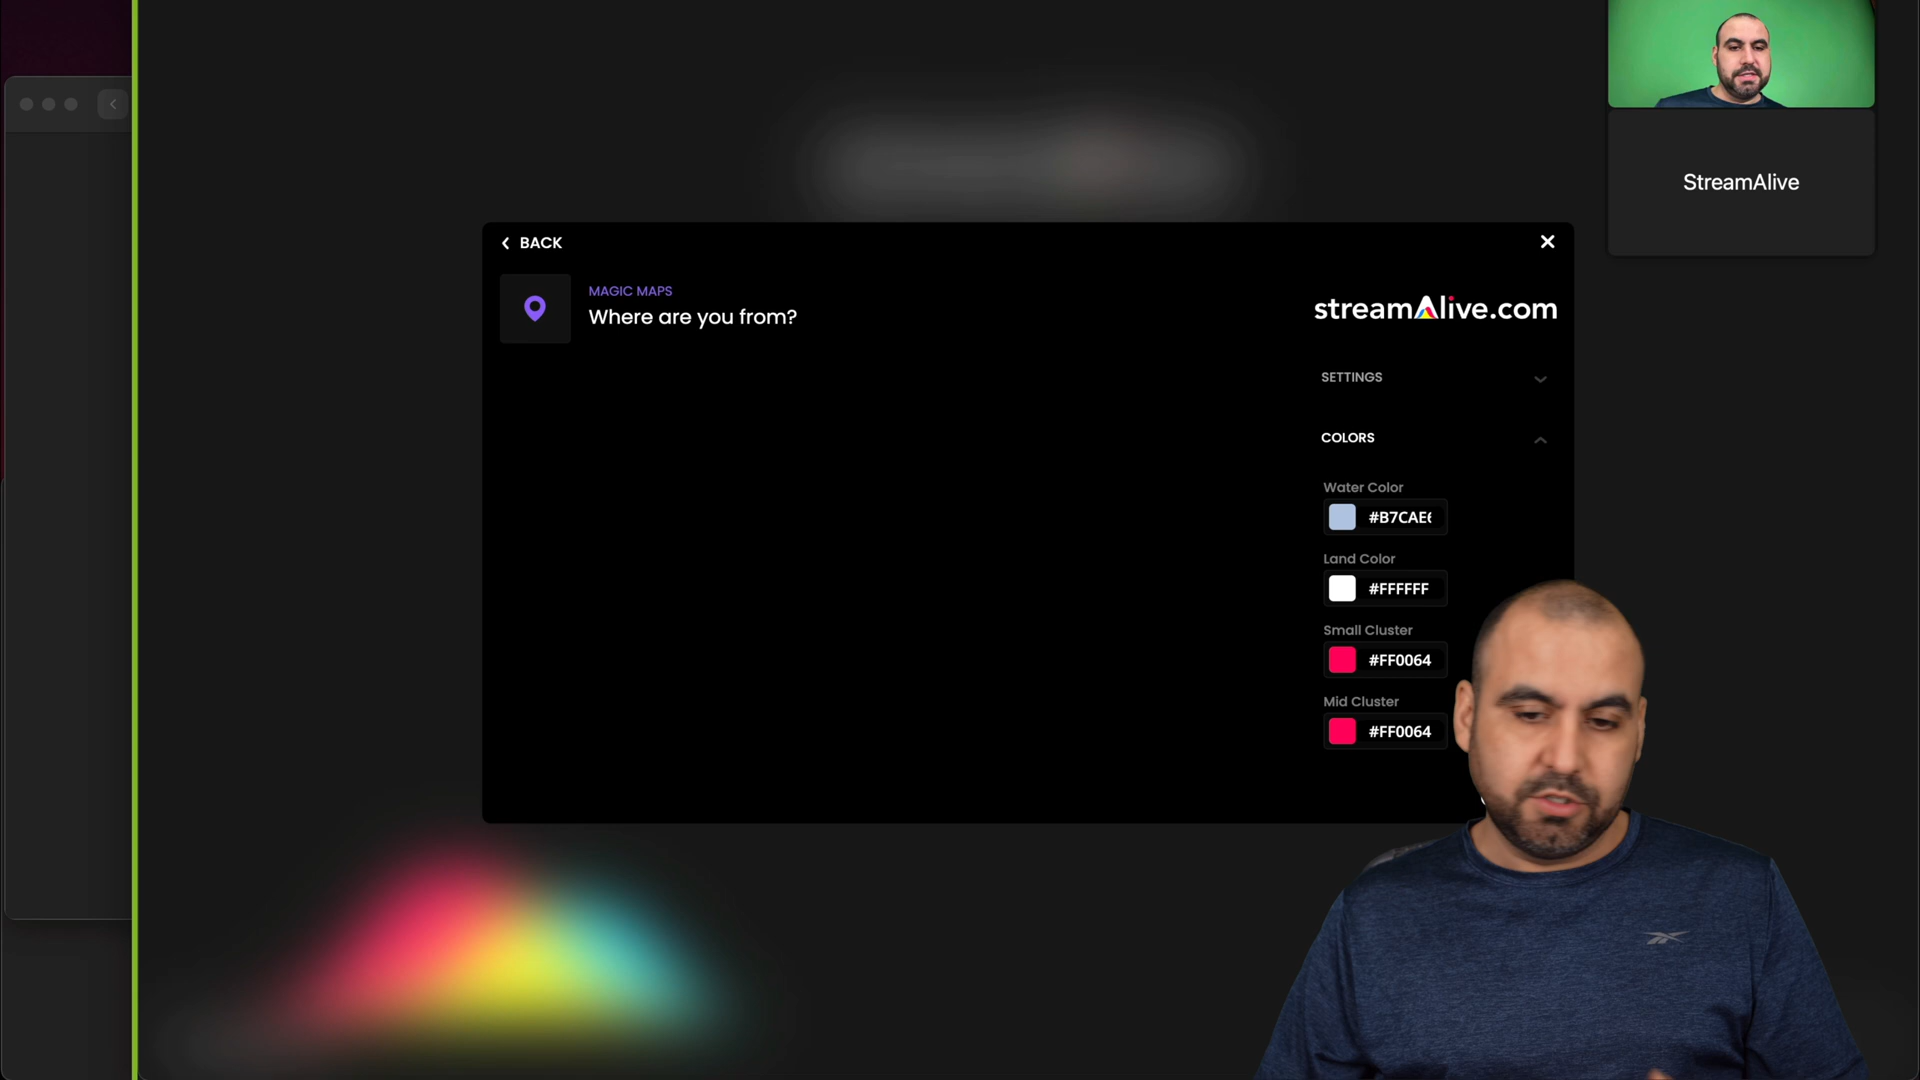 StreamAlive
BACK
MAGIC MAPS
Where are you from?
streamAlive.com
SETTINGS
COLORS
Water Color
#B7CAE6
Land Color
#FFFFFF
Small Cluster
#FF0064
Mid Cluster
#FF0064